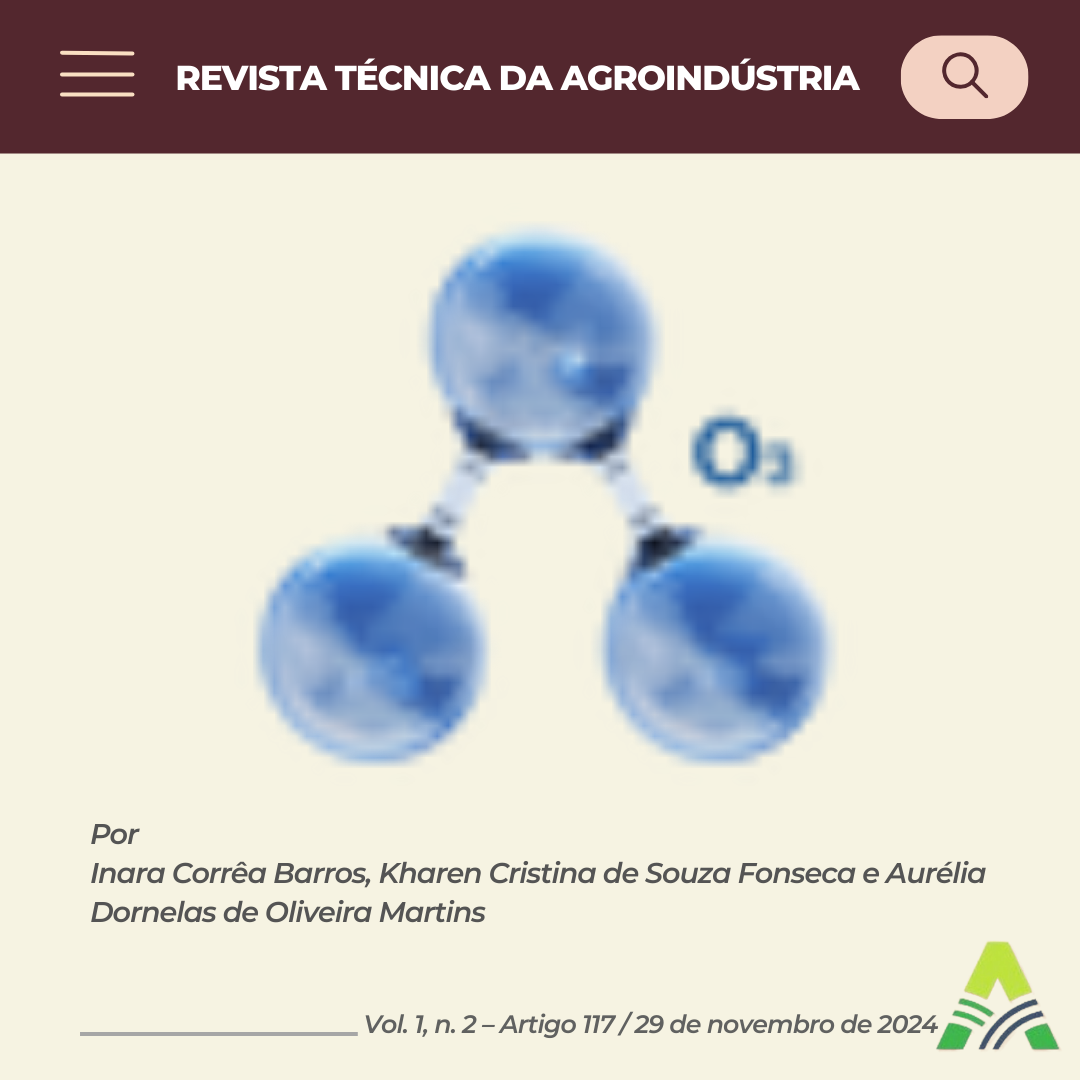 REVISTA TÉCNICA DA AGROINDÚSTRIA
O₃
Por
Inara Corrêa Barros, Kharen Cristina de Souza Fonseca e Aurélia
Dornelas de Oliveira Martins
Vol. 1, n. 2 – Artigo 117 / 29 de novembro de 2024